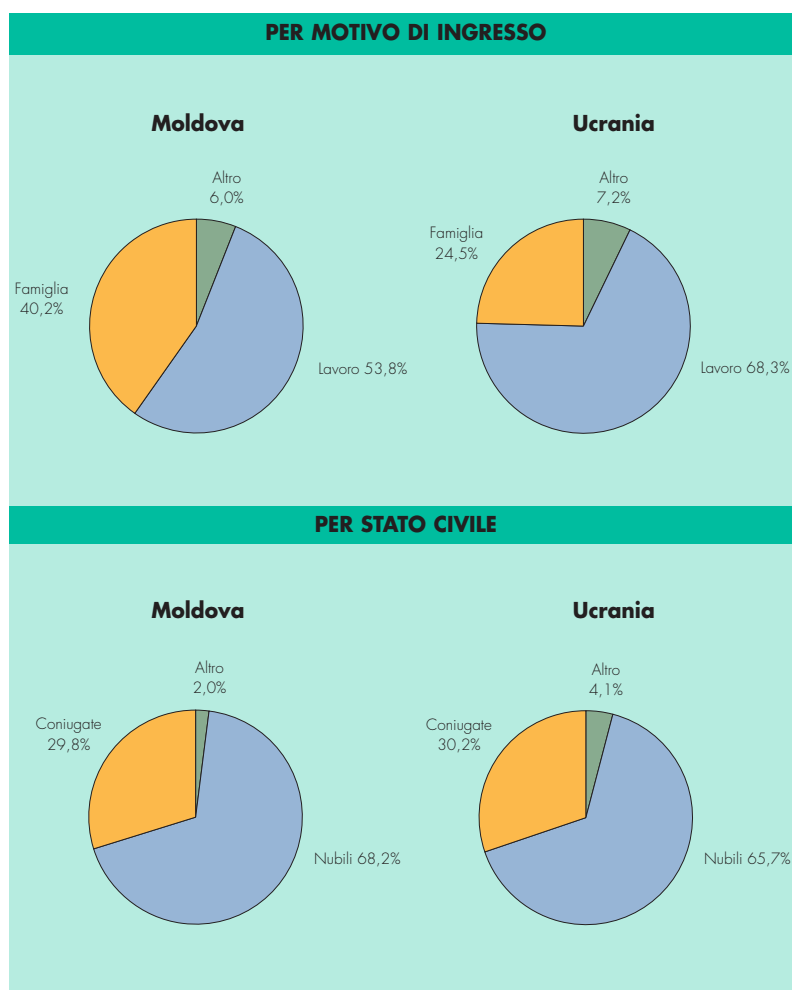 PER MOTIVO DI INGRESSO
Moldova
Altro
6,0%
Famiglia
40,2%
Lavoro 53,8%
Ucrania
Altro
7,2%
Famiglia
24,5%
Lavoro 68,3%
PER STATO CIVILE
Moldova
Altro
2,0%
Coniugate
29,8%
Nubili 68,2%
Ucrania
Altro
4,1%
Coniugate
30,2%
Nubili 65,7%